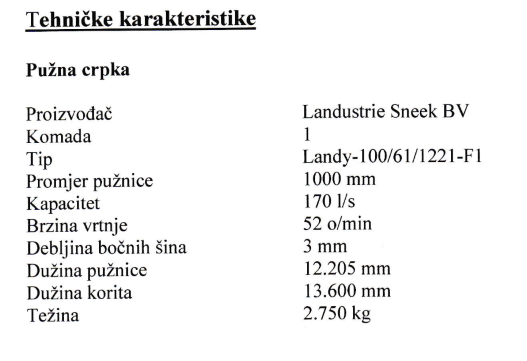 Tehničke karakteristike
Pužna crpka
Proizvođač Landustrie Sneek BV
Komada 1
Tip Landy-100/61/1221-F1
Promjer pužnice 1000 mm
Kapacitet 170 l/s
Brzina vrtnje 52 o/min
Debljina bočnih šina 3 mm
Dužina pužnice 12.205 mm
Dužina korita 13.600 mm
Težina 2.750 kg